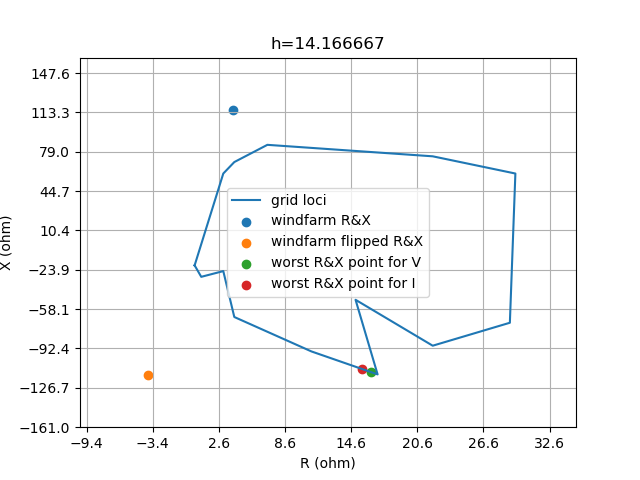 h=14.166667
147.6
113.3
79.0
44.7
10.4
−23.9
−58.1
−92.4
−126.7
−161.0
X (ohm)
grid loci
windfarm R&X
windfarm flipped R&X
worst R&X point for V
worst R&X point for I
−9.4 −3.4 2.6 8.6 14.6 20.6 26.6 32.6
R (ohm)